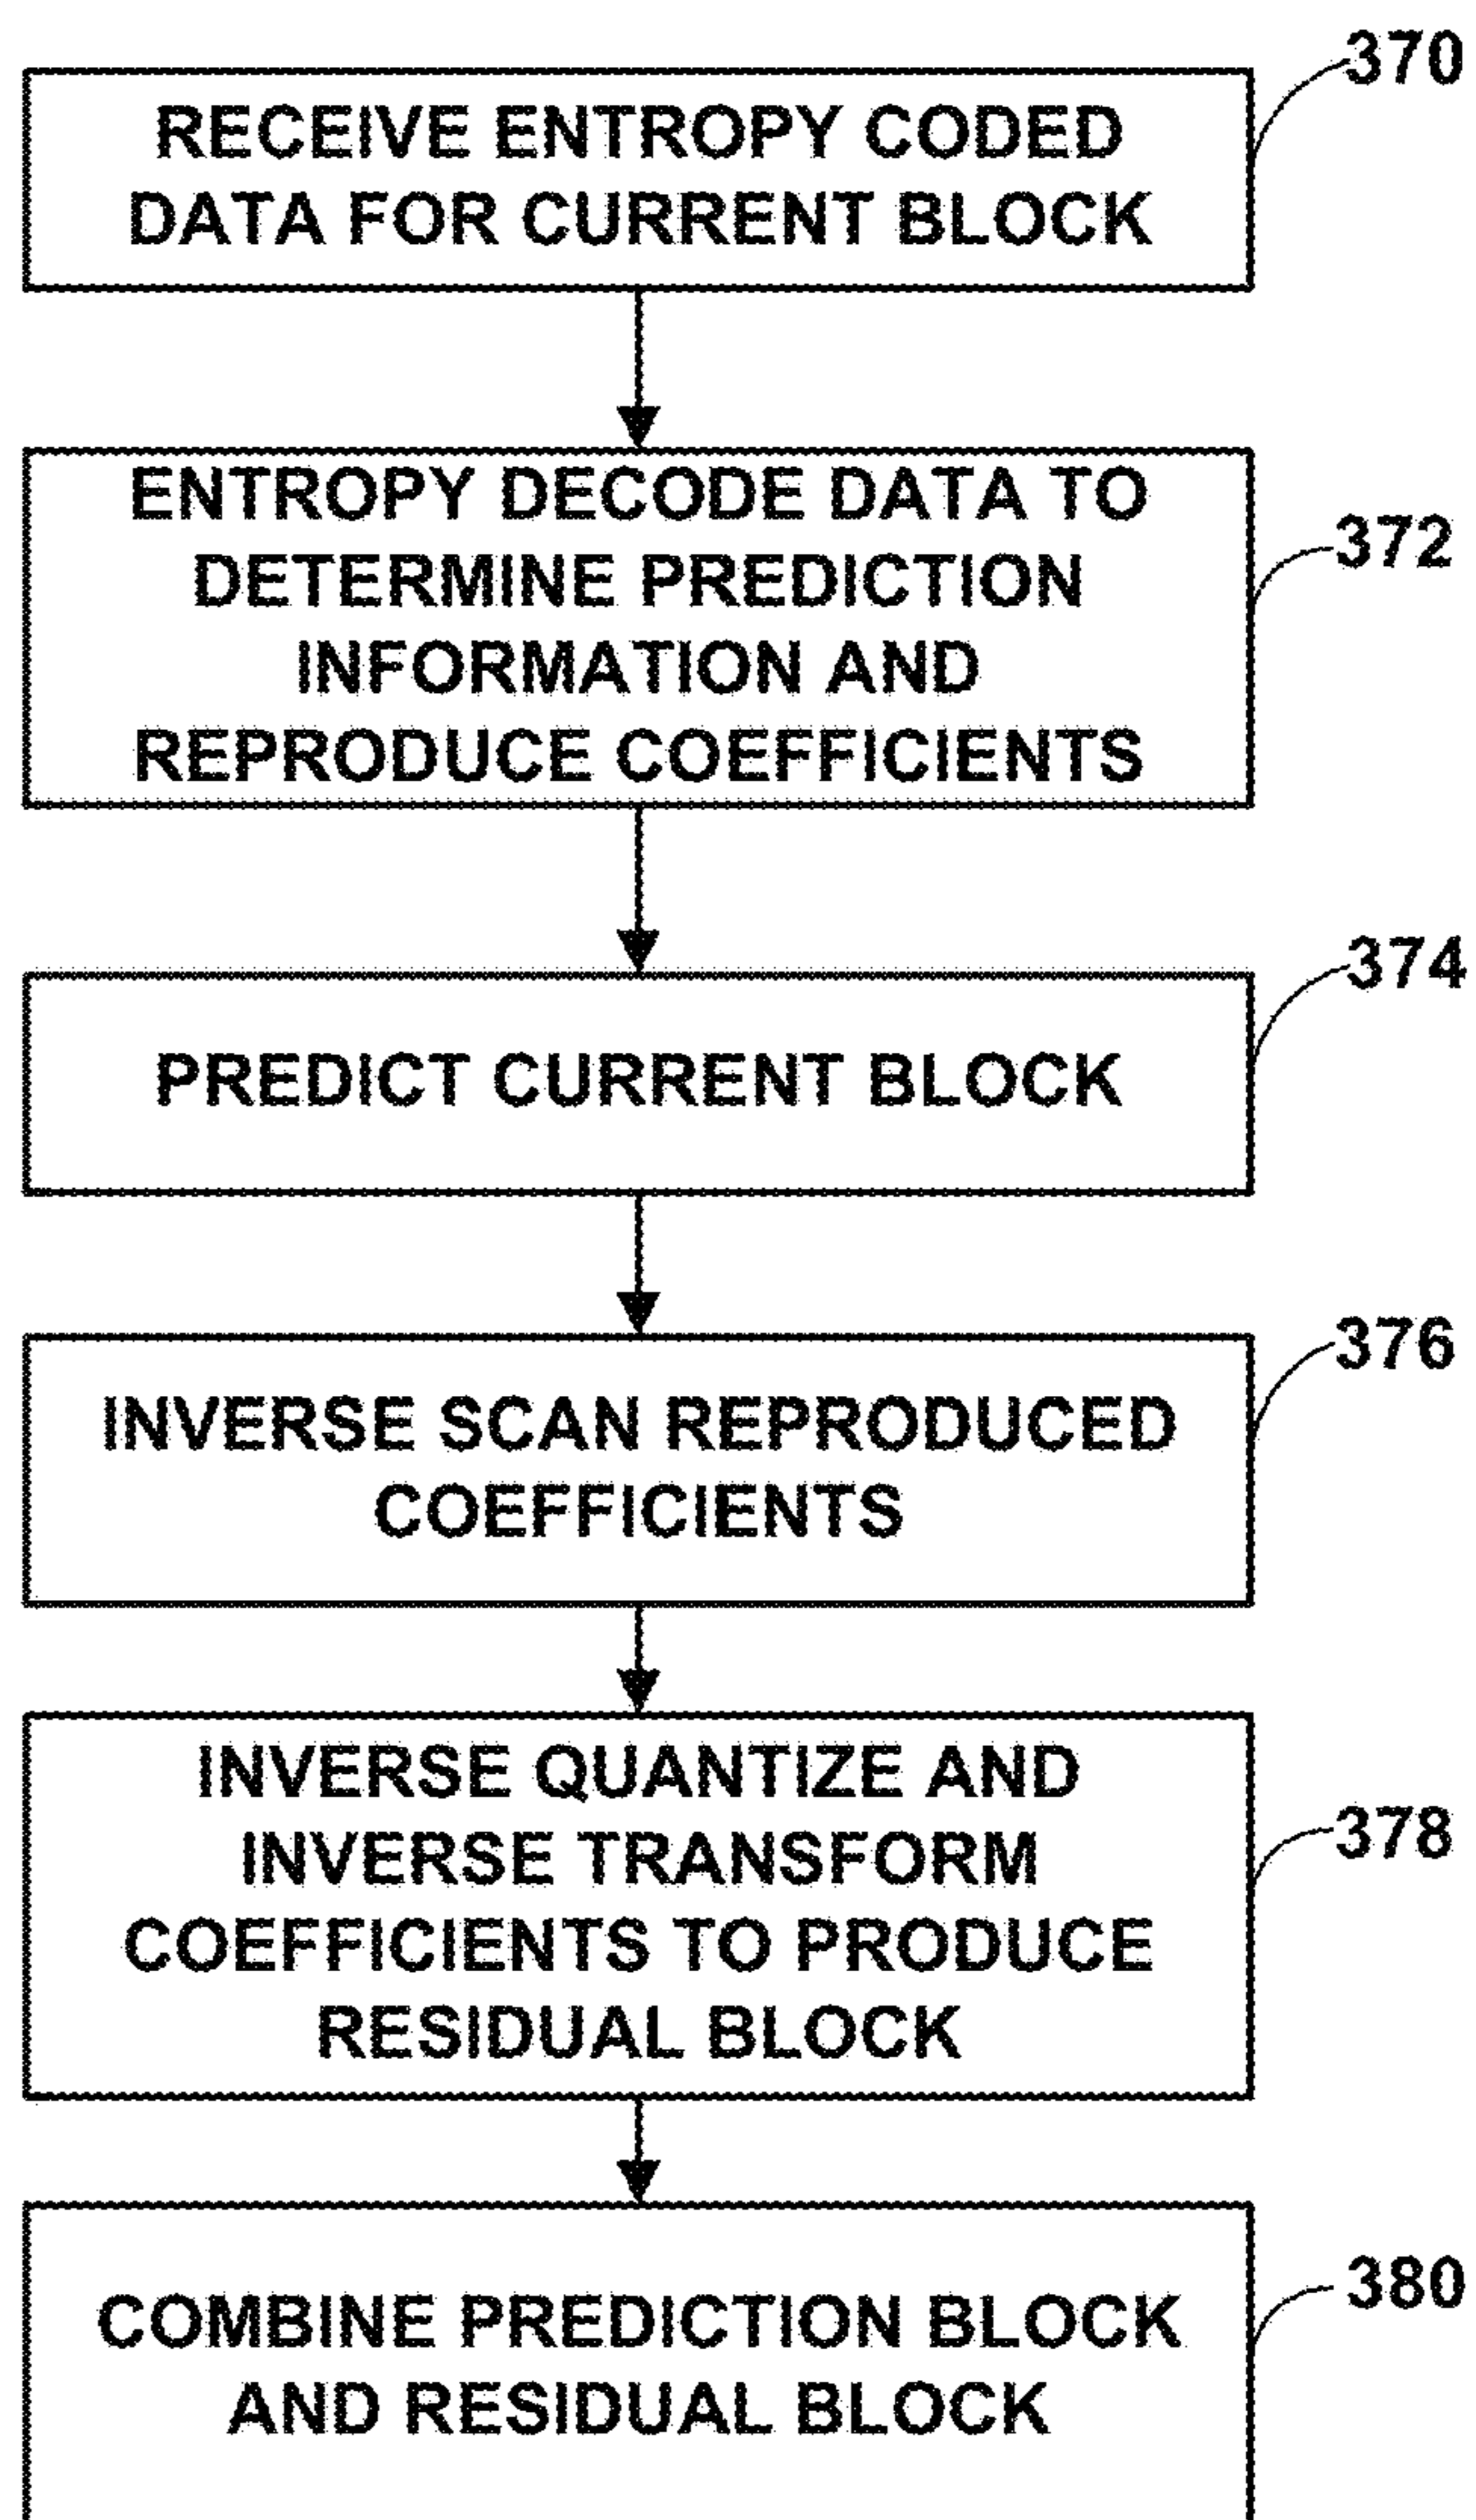 370
RECEIVE ENTROPY CODED
DATA FOR CURRENT BLOCK
ENTROPY DECODE DATA TO
DETERMINE PREDICTION
INFORMATION AND
REPRODUCE COEFFICIENTS
372
374
PREDICT CURRENT BLOCK
376
INVERSE SCAN REPRODUCED
COEFFICIENTS
INVERSE QUANTIZE AND
INVERSE TRANSFORM
COEFFICIENTS TO PRODUCE
RESIDUAL BLOCK
378
380
COMBINE PREDICTION BLOCK
AND RESIDUAL BLOCK